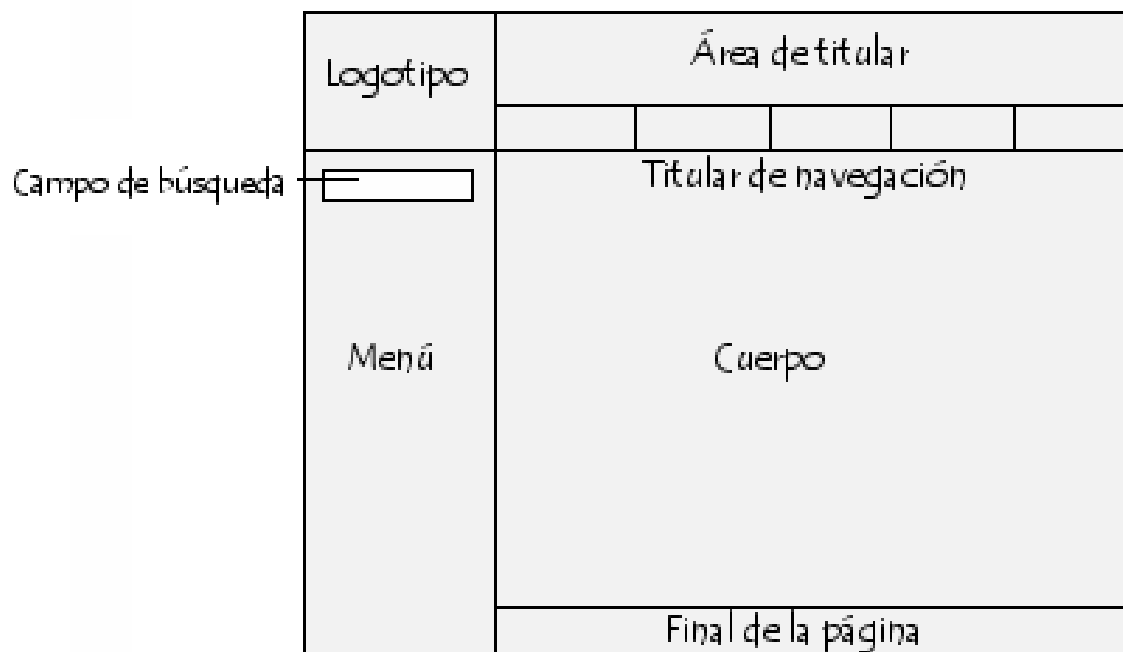 Logotipo
Área de titular
Campo de búsqueda
Titular de navegación
Menú
Cuerpo
Final de la página